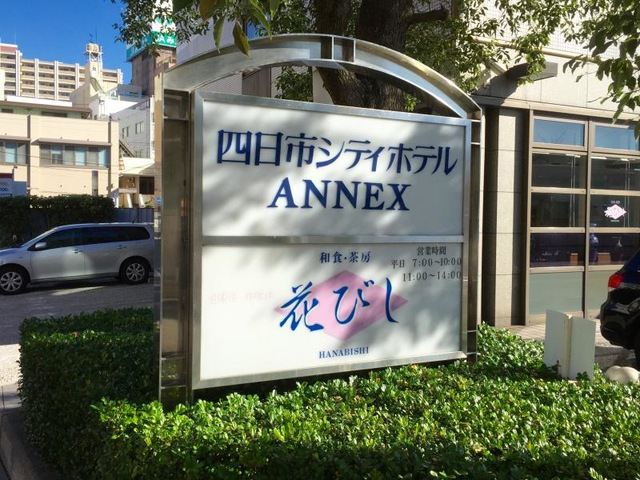 四日市シティホテル
ANNEX
和食・茶房
花びし
HANABISHI
営業時間
平日 7:00〜10:00
11:00〜14:00